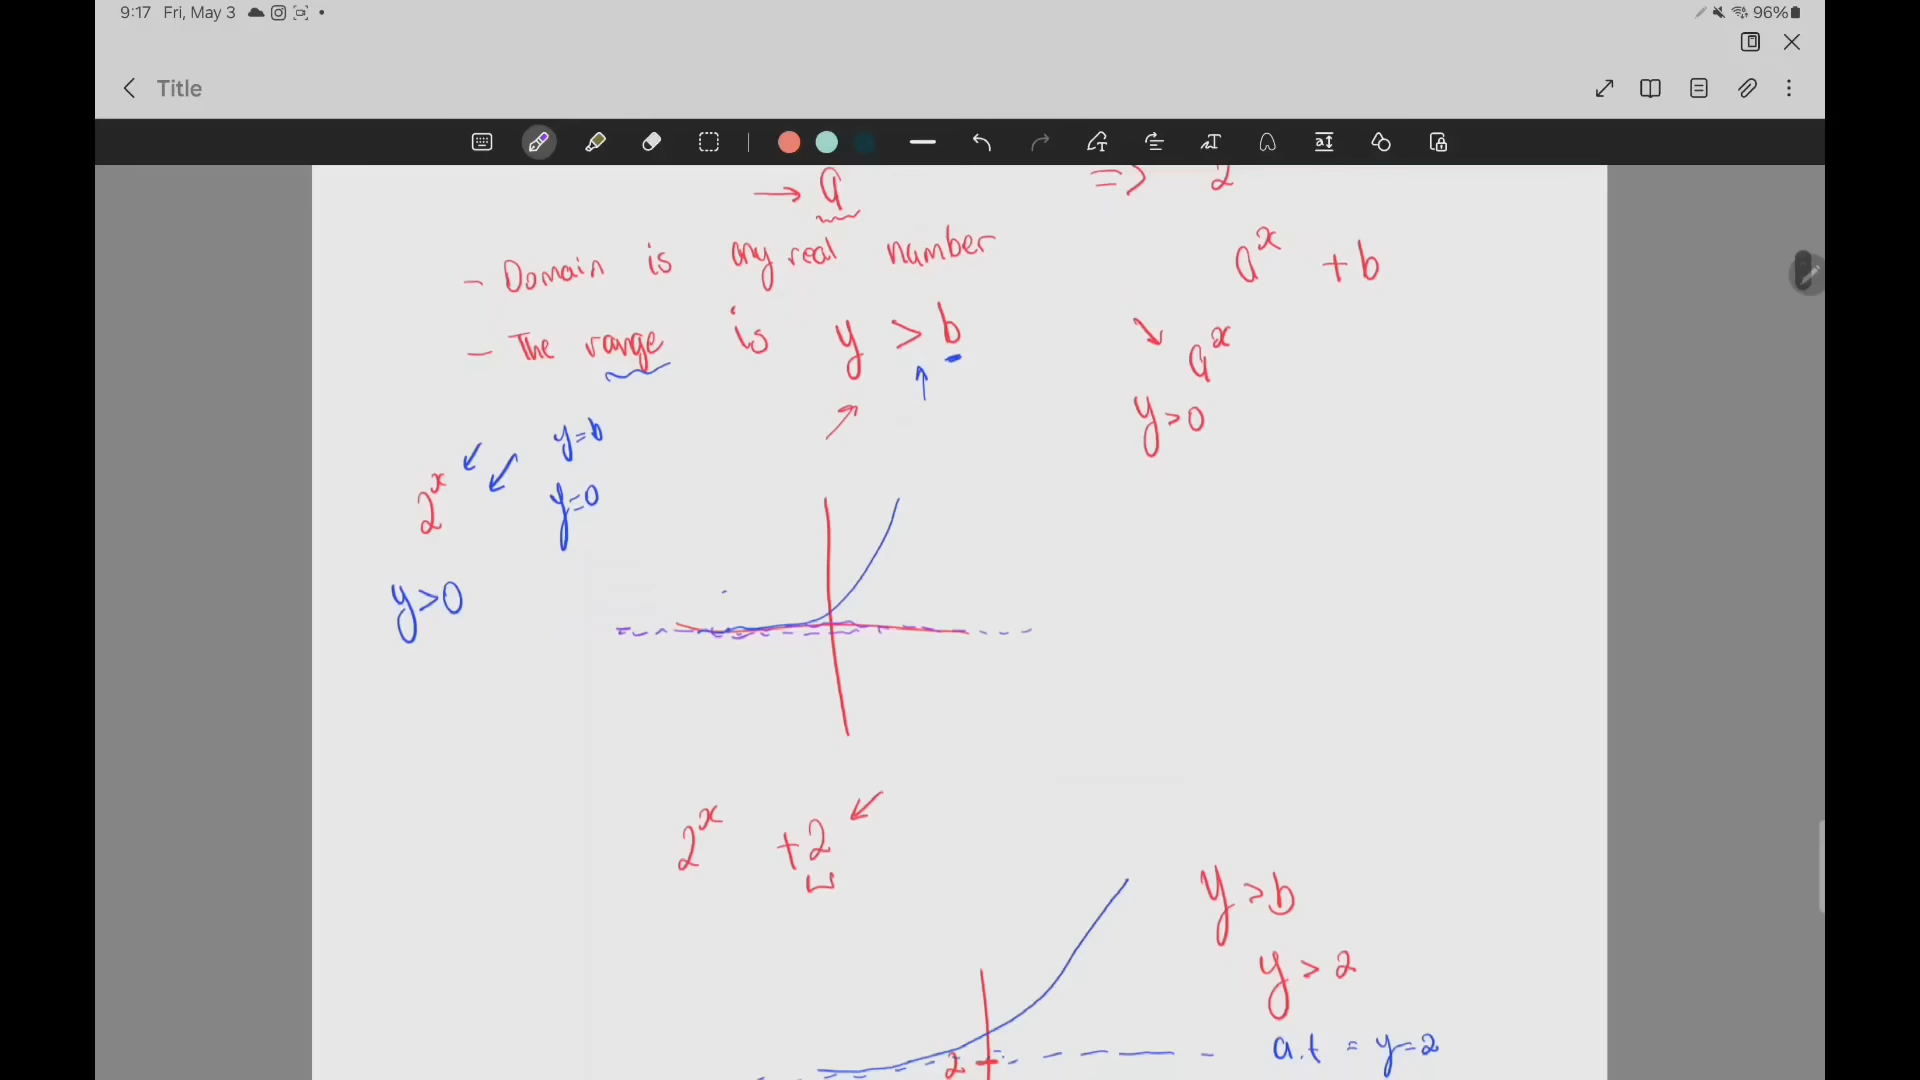 9:17 Fri, May 3
96%
Title
→ a
=> 2
- Domain is any real number
a^x + b
- The range is y > b
a^x
y>0
y=b
2^x
y=0
y>0
2^x +2
y > b
y > 2
a.t = y=2
2